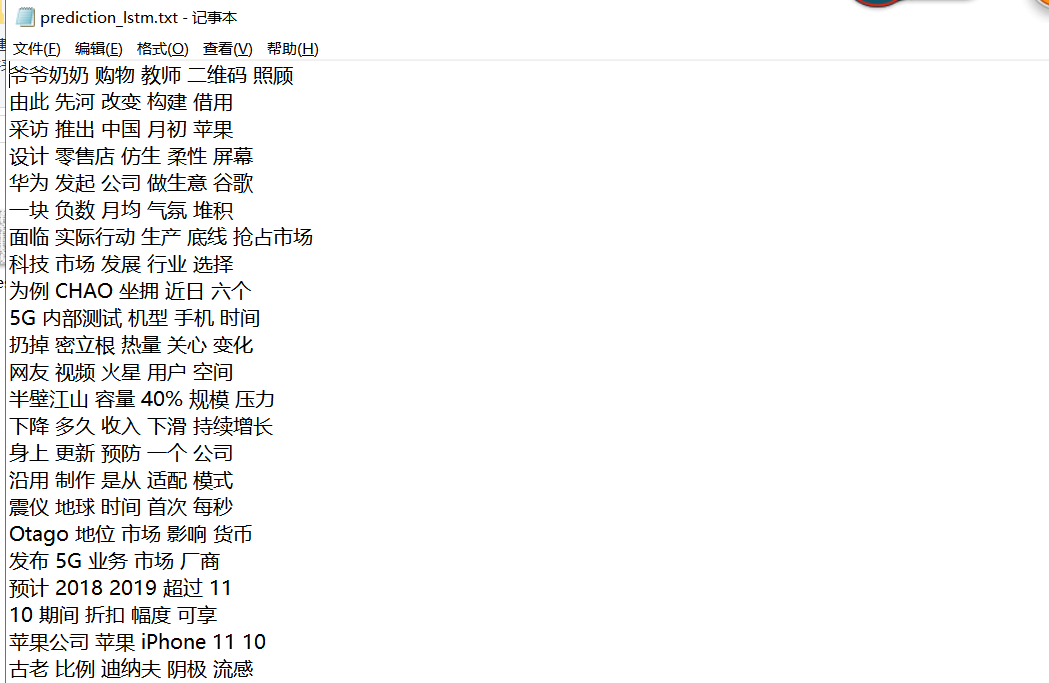 prediction_lstm.txt - 记事本
文件(F) 编辑(E) 格式(O) 查看(V) 帮助(H)
爷爷奶奶 购物 教师 二维码 照顾
由此 先河 改变 构建 借用
采访 推出 中国 月初 苹果
设计 零售店 仿生 柔性 屏幕
华为 发起 公司 做生意 谷歌
一块 负数 月均 气氛 堆积
面临 实际行动 生产 底线 抢占市场
科技 市场 发展 行业 选择
为例 CHAO 坐拥 近日 六个
5G 内部测试 机型 手机 时间
扔掉 密立根 热量 关心 变化
网友 视频 火星 用户 空间
半壁江山 容量 40% 规模 压力
下降 多久 收入 下滑 持续增长
身上 更新 预防 一个 公司
沿用 制作 是从 适配 模式
震仪 地球 时间 首次 每秒
Otago 地位 市场 影响 货币
发布 5G 业务 市场 厂商
预计 2018 2019 超过 11
10 期间 折扣 幅度 可享
苹果公司 苹果 iPhone 11 10
古老 比例 迪纳夫 阴极 流感